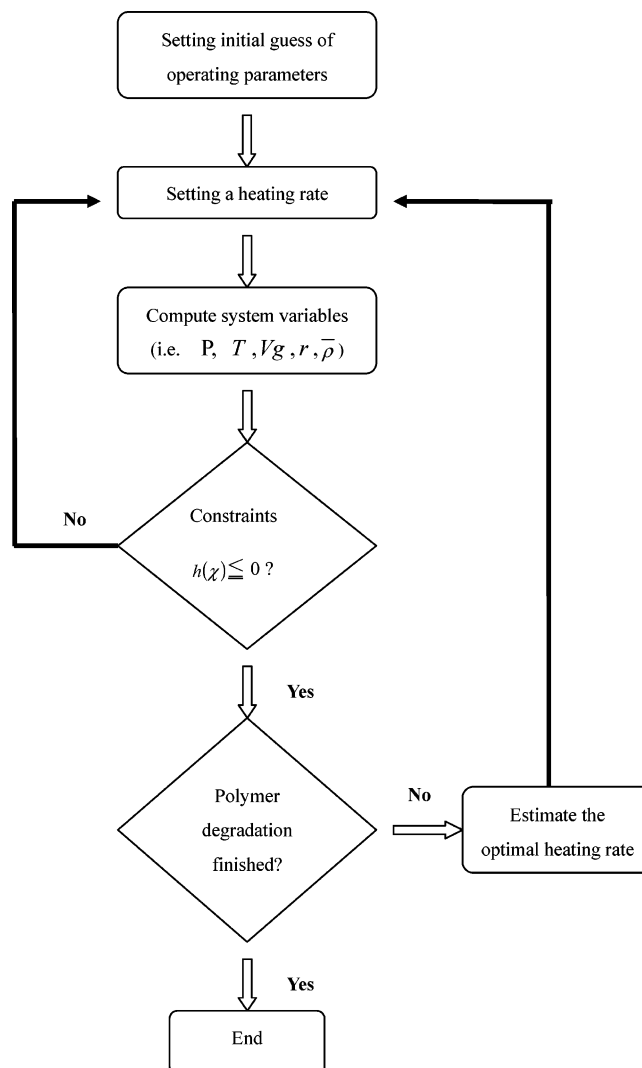 Setting initial guess of
operating parameters
Setting a heating rate
Compute system variables
(i.e. P, T, Vg, r, ρ̅)
No
Constraints
h(χ)≦ 0 ?
Yes
Polymer
degradation
finished?
No
Estimate the
optimal heating rate
Yes
End